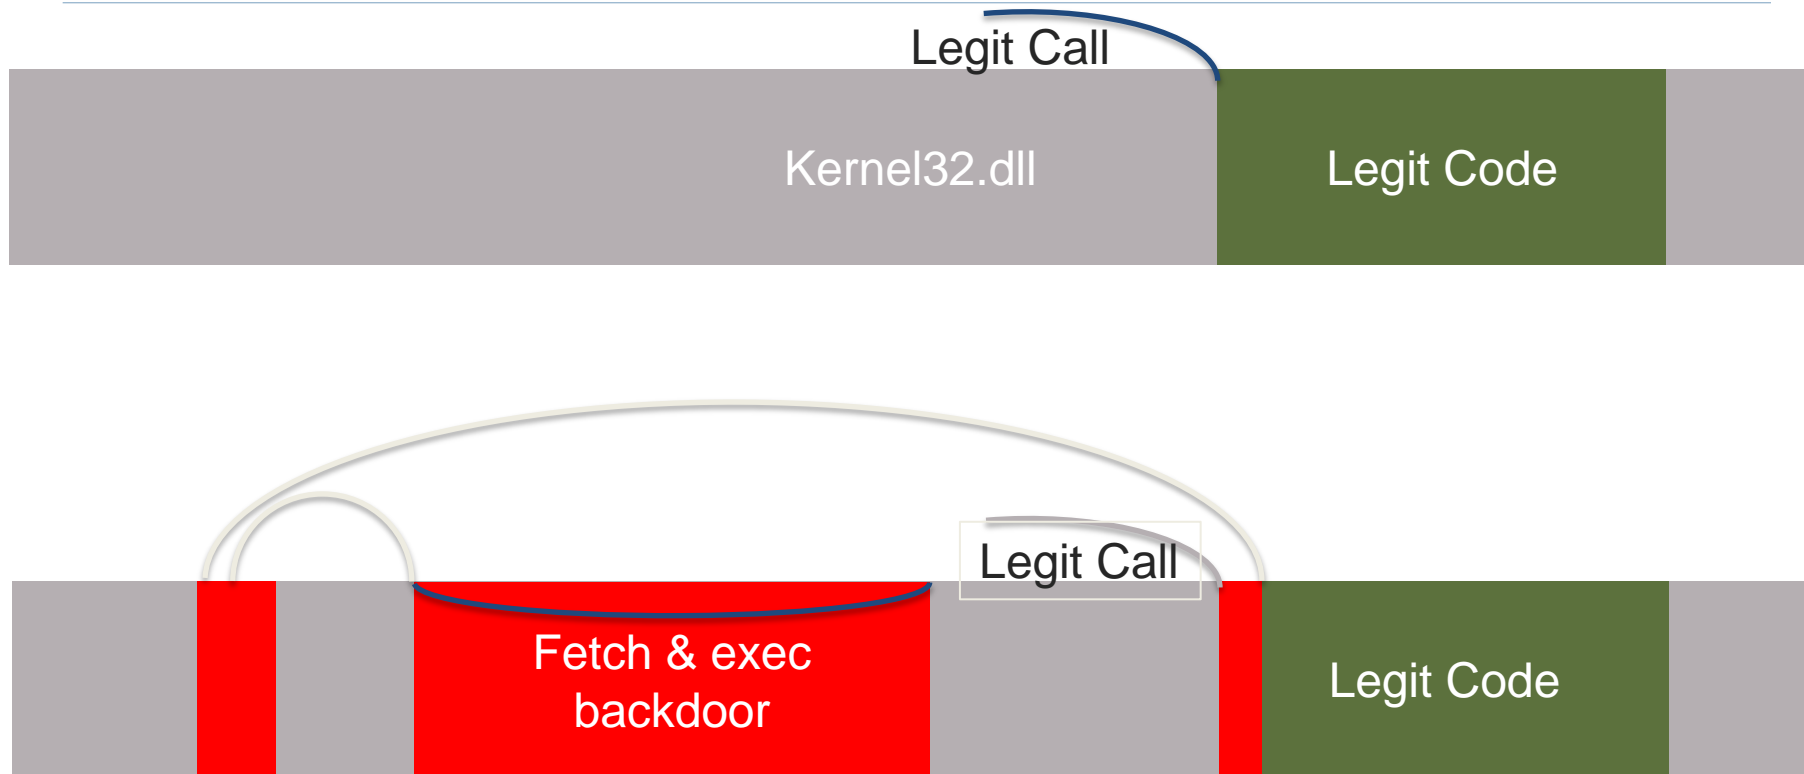 Legit Call
Kernel32.dll
Legit Code
Legit Call
Fetch & exec
backdoor
Legit Code